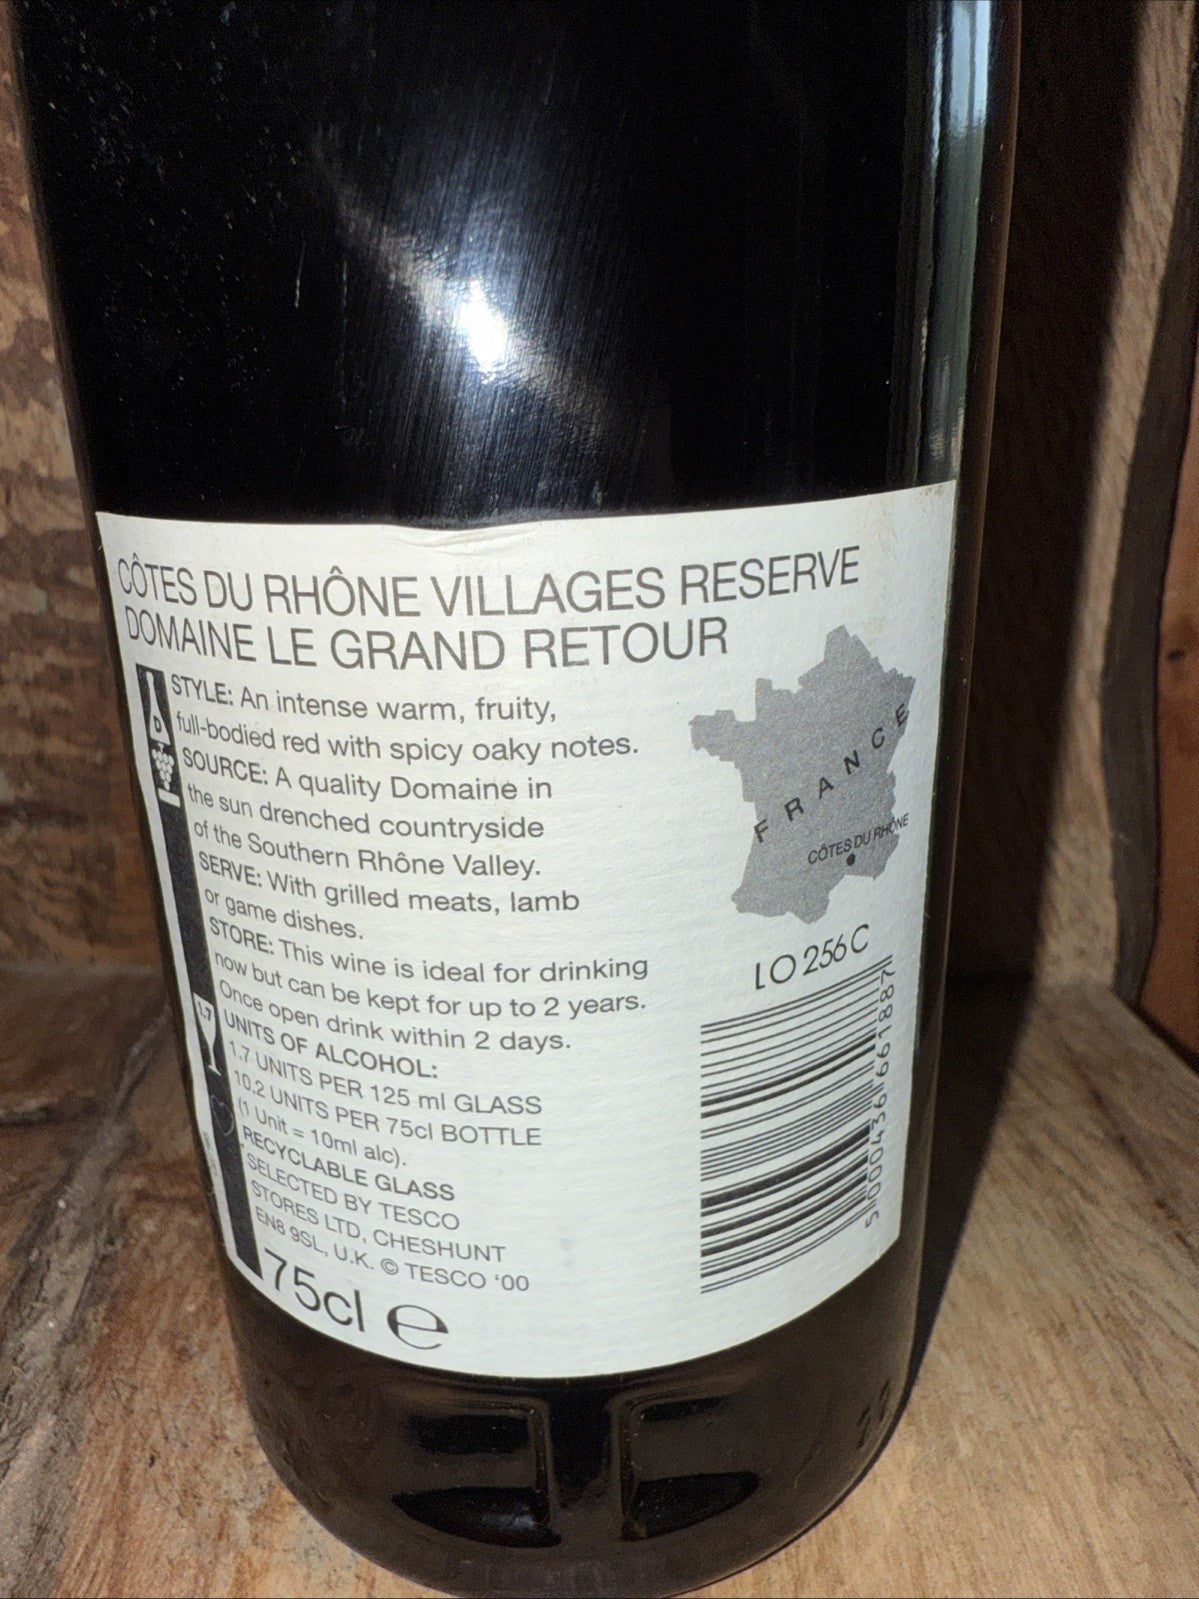 CÔTES DU RHÔNE VILLAGES RESERVE
DOMAINE LE GRAND RETOUR
STYLE: An intense warm, fruity,
full-bodied red with spicy oaky notes.
SOURCE: A quality Domaine in
the sun drenched countryside
of the Southern Rhône Valley.
SERVE: With grilled meats, lamb
or game dishes.
STORE: This wine is ideal for drinking
now but can be kept for up to 2 years.
Once open drink within 2 days.
UNITS OF ALCOHOL:
1.7 UNITS PER 125 ml GLASS
10.2 UNITS PER 75cl BOTTLE
(1 Unit = 10ml alc).
RECYCLABLE GLASS
SELECTED BY TESCO
STORES LTD, CHESHUNT
EN8 9SL, U.K. © TESCO '00
75cl e
D
1.7
FRANCE
CÔTES DU RHÔNE
LO 256 C
5 000436 661887